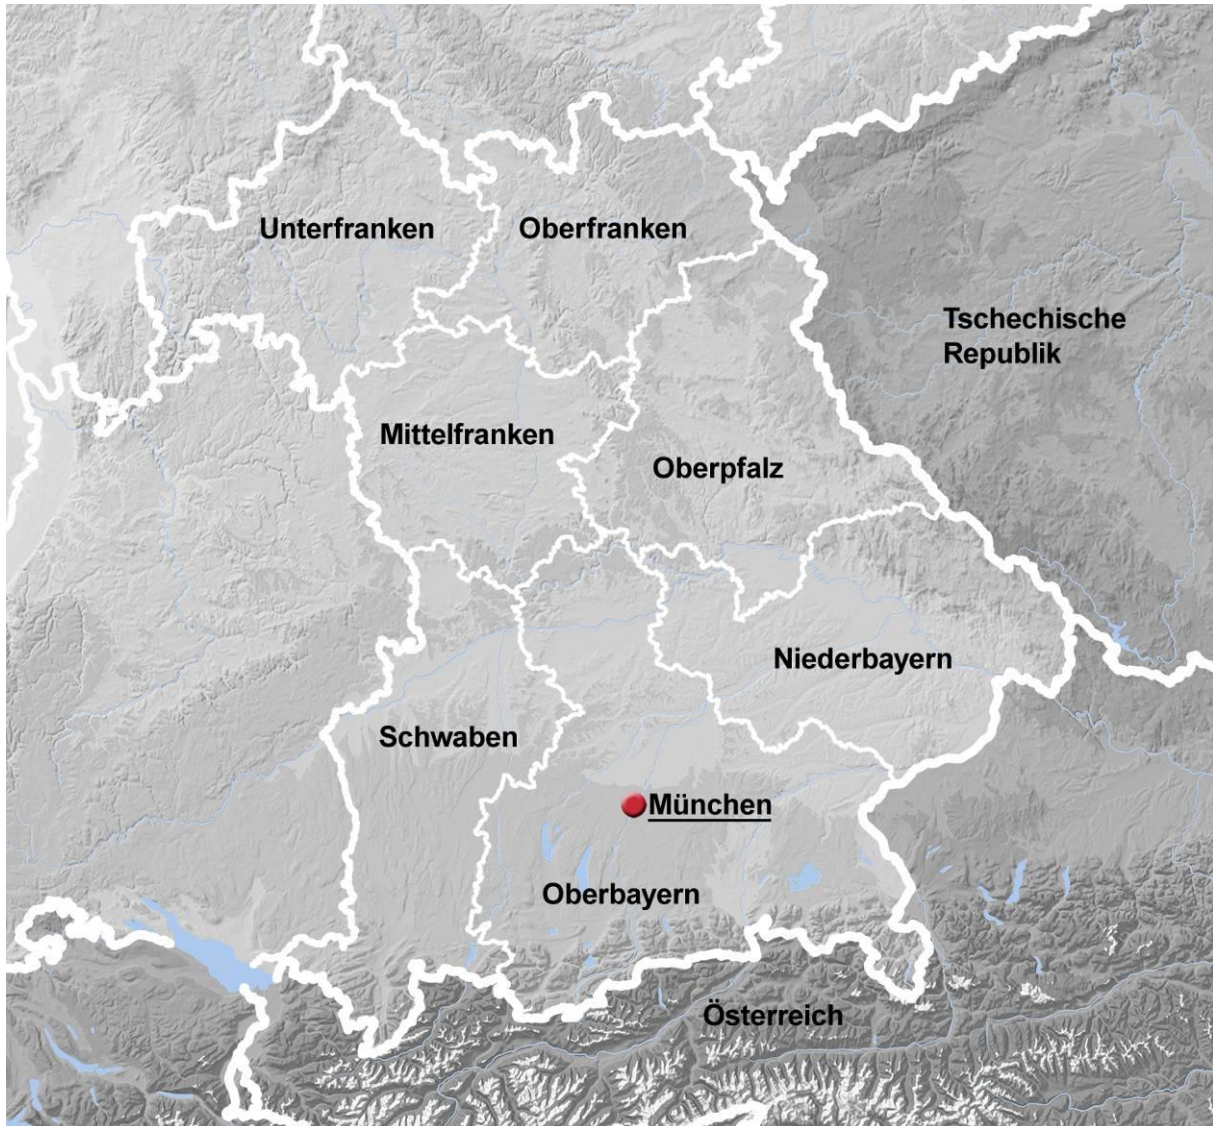 Unterfranken
Oberfranken
Tschechische
Republik
Mittelfranken
Oberpfalz
Niederbayern
Schwaben
München
Oberbayern
Österreich